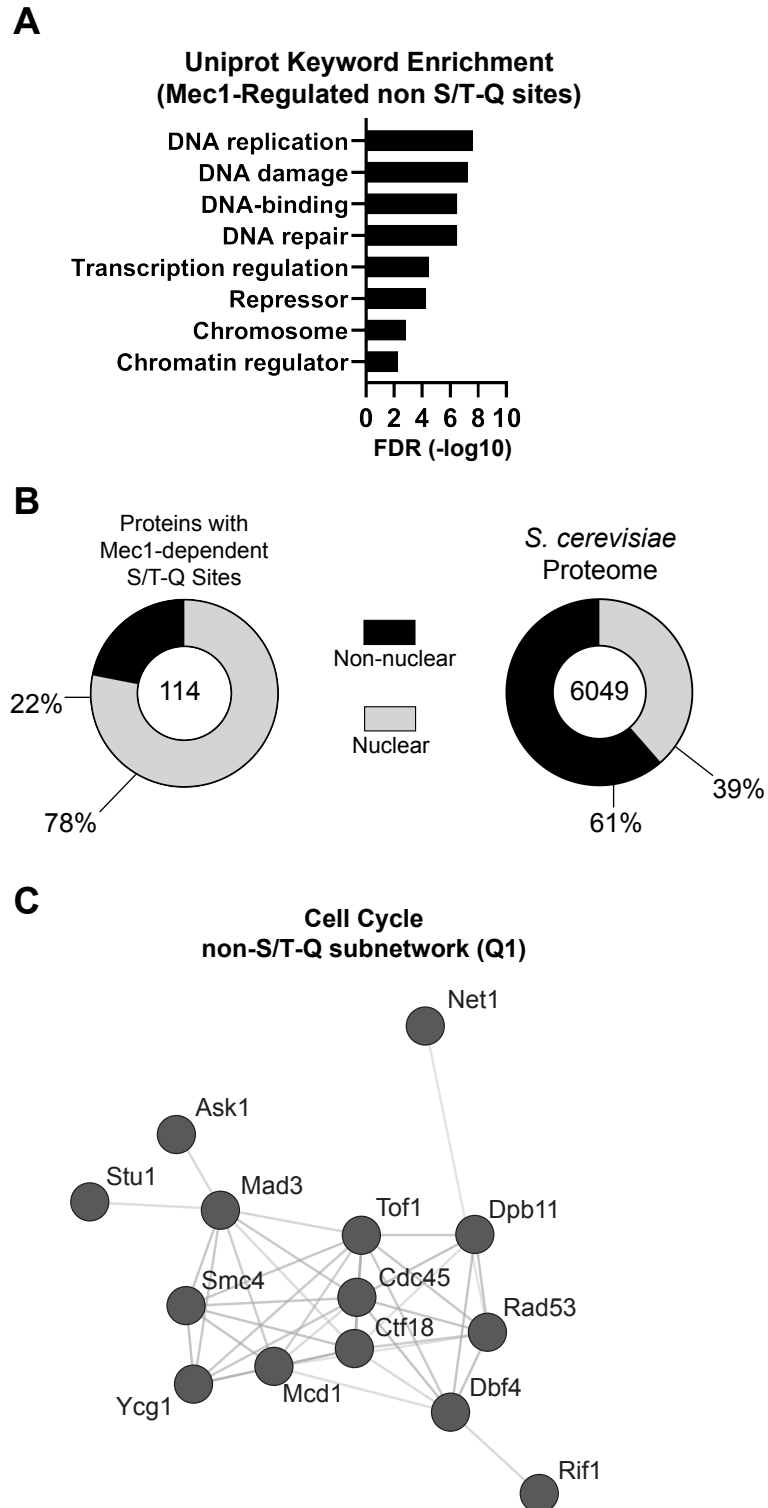 A
Uniprot Keyword Enrichment
(Mec1-Regulated non S/T-Q sites)
DNA replication
DNA damage
DNA-binding
DNA repair
Transcription regulation
Repressor
Chromosome
Chromatin regulator
0 2 4 6 8 10
FDR (-log10)
B
Proteins with
Mec1-dependent
S/T-Q Sites
114
22%
78%
Non-nuclear
Nuclear
S. cerevisiae
Proteome
6049
39%
61%
C
Cell Cycle
non-S/T-Q subnetwork (Q1)
Net1
Ask1
Stu1
Mad3
Tof1
Dpb11
Smc4
Cdc45
Rad53
Ctf18
Ycg1
Mcd1
Dbf4
Rif1